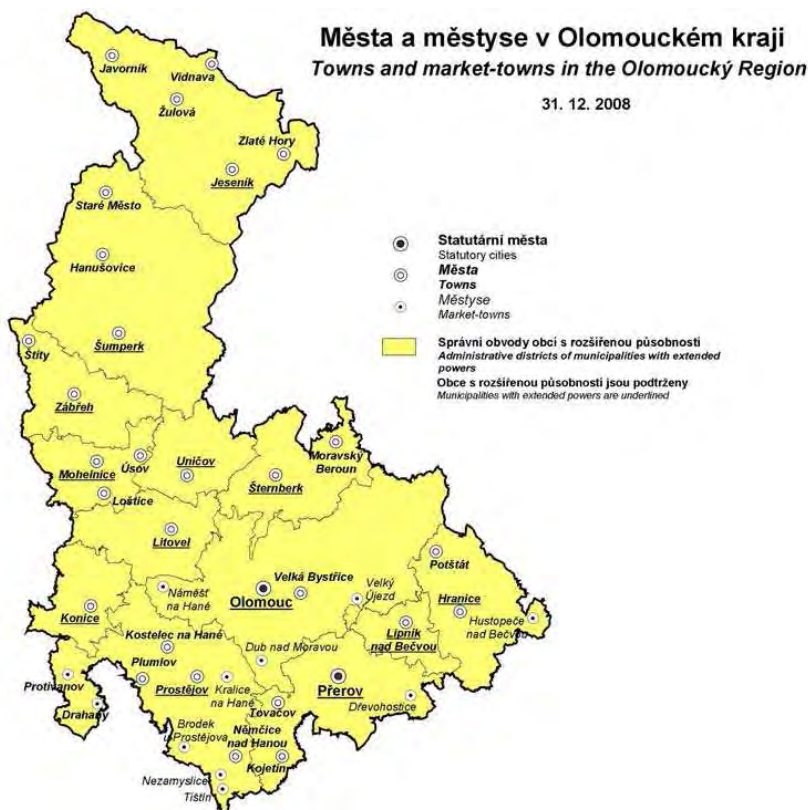 Města a městyse v Olomouckém kraji
Towns and market-towns in the Olomoucký Region
31. 12. 2008
Javorník
Vidnava
Žulová
Zlaté Hory
Jeseník
Staré Město
Hanušovice
Statutární města
Statutory cities
Města
Towns
Městyse
Market-towns
Šumperk
Štíty
Správní obvody obcí s rozšířenou působností
Administrative districts of municipalities with extended
powers
Obce s rozšířenou působností jsou podtrženy
Municipalities with extended powers are underlined
Zábřeh
Moravský
Beroun
Mohelnice
Úsov
Uničov
Šternberk
Loštice
Litovel
Potštát
Náměšť
na Hané
Velká Bystřice
Velký
Újezd
Olomouc
Hranice
Konice
Hustopeče
nad Bečvou
Kostelec na Hané
Lipník
nad Bečvou
Dub nad Moravou
Plumlov
Protivanov
Prostějov
Kralice
na Hané
Přerov
Drahany
Tovačov
Dřevohostice
Brodek
u Prostějova
Němčice
nad Hanou
Kojetín
Nezamyslice
Tištín